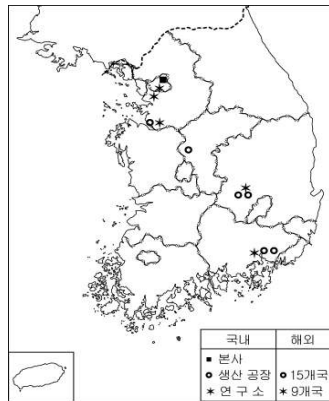 국내 해외
■ 본사
○ 생산 공장 ○ 15개국
✶ 연 구 소 ✶ 9개국